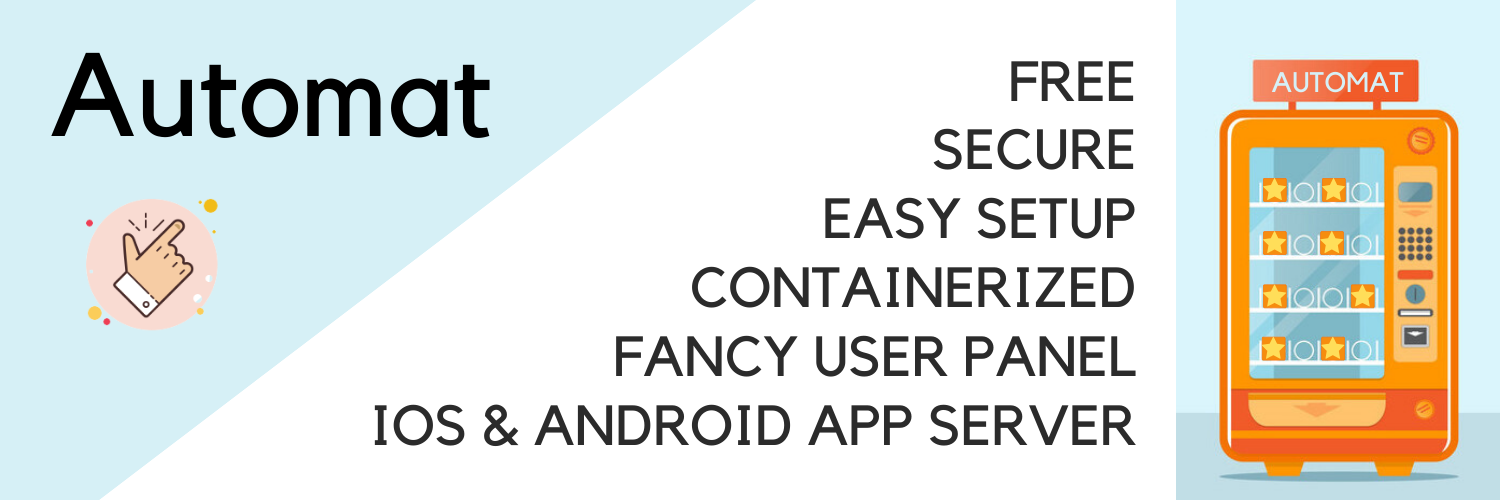 Automat
FREE
SECURE
EASY SETUP
CONTAINERIZED
FANCY USER PANEL
IOS & ANDROID APP SERVER
AUTOMAT